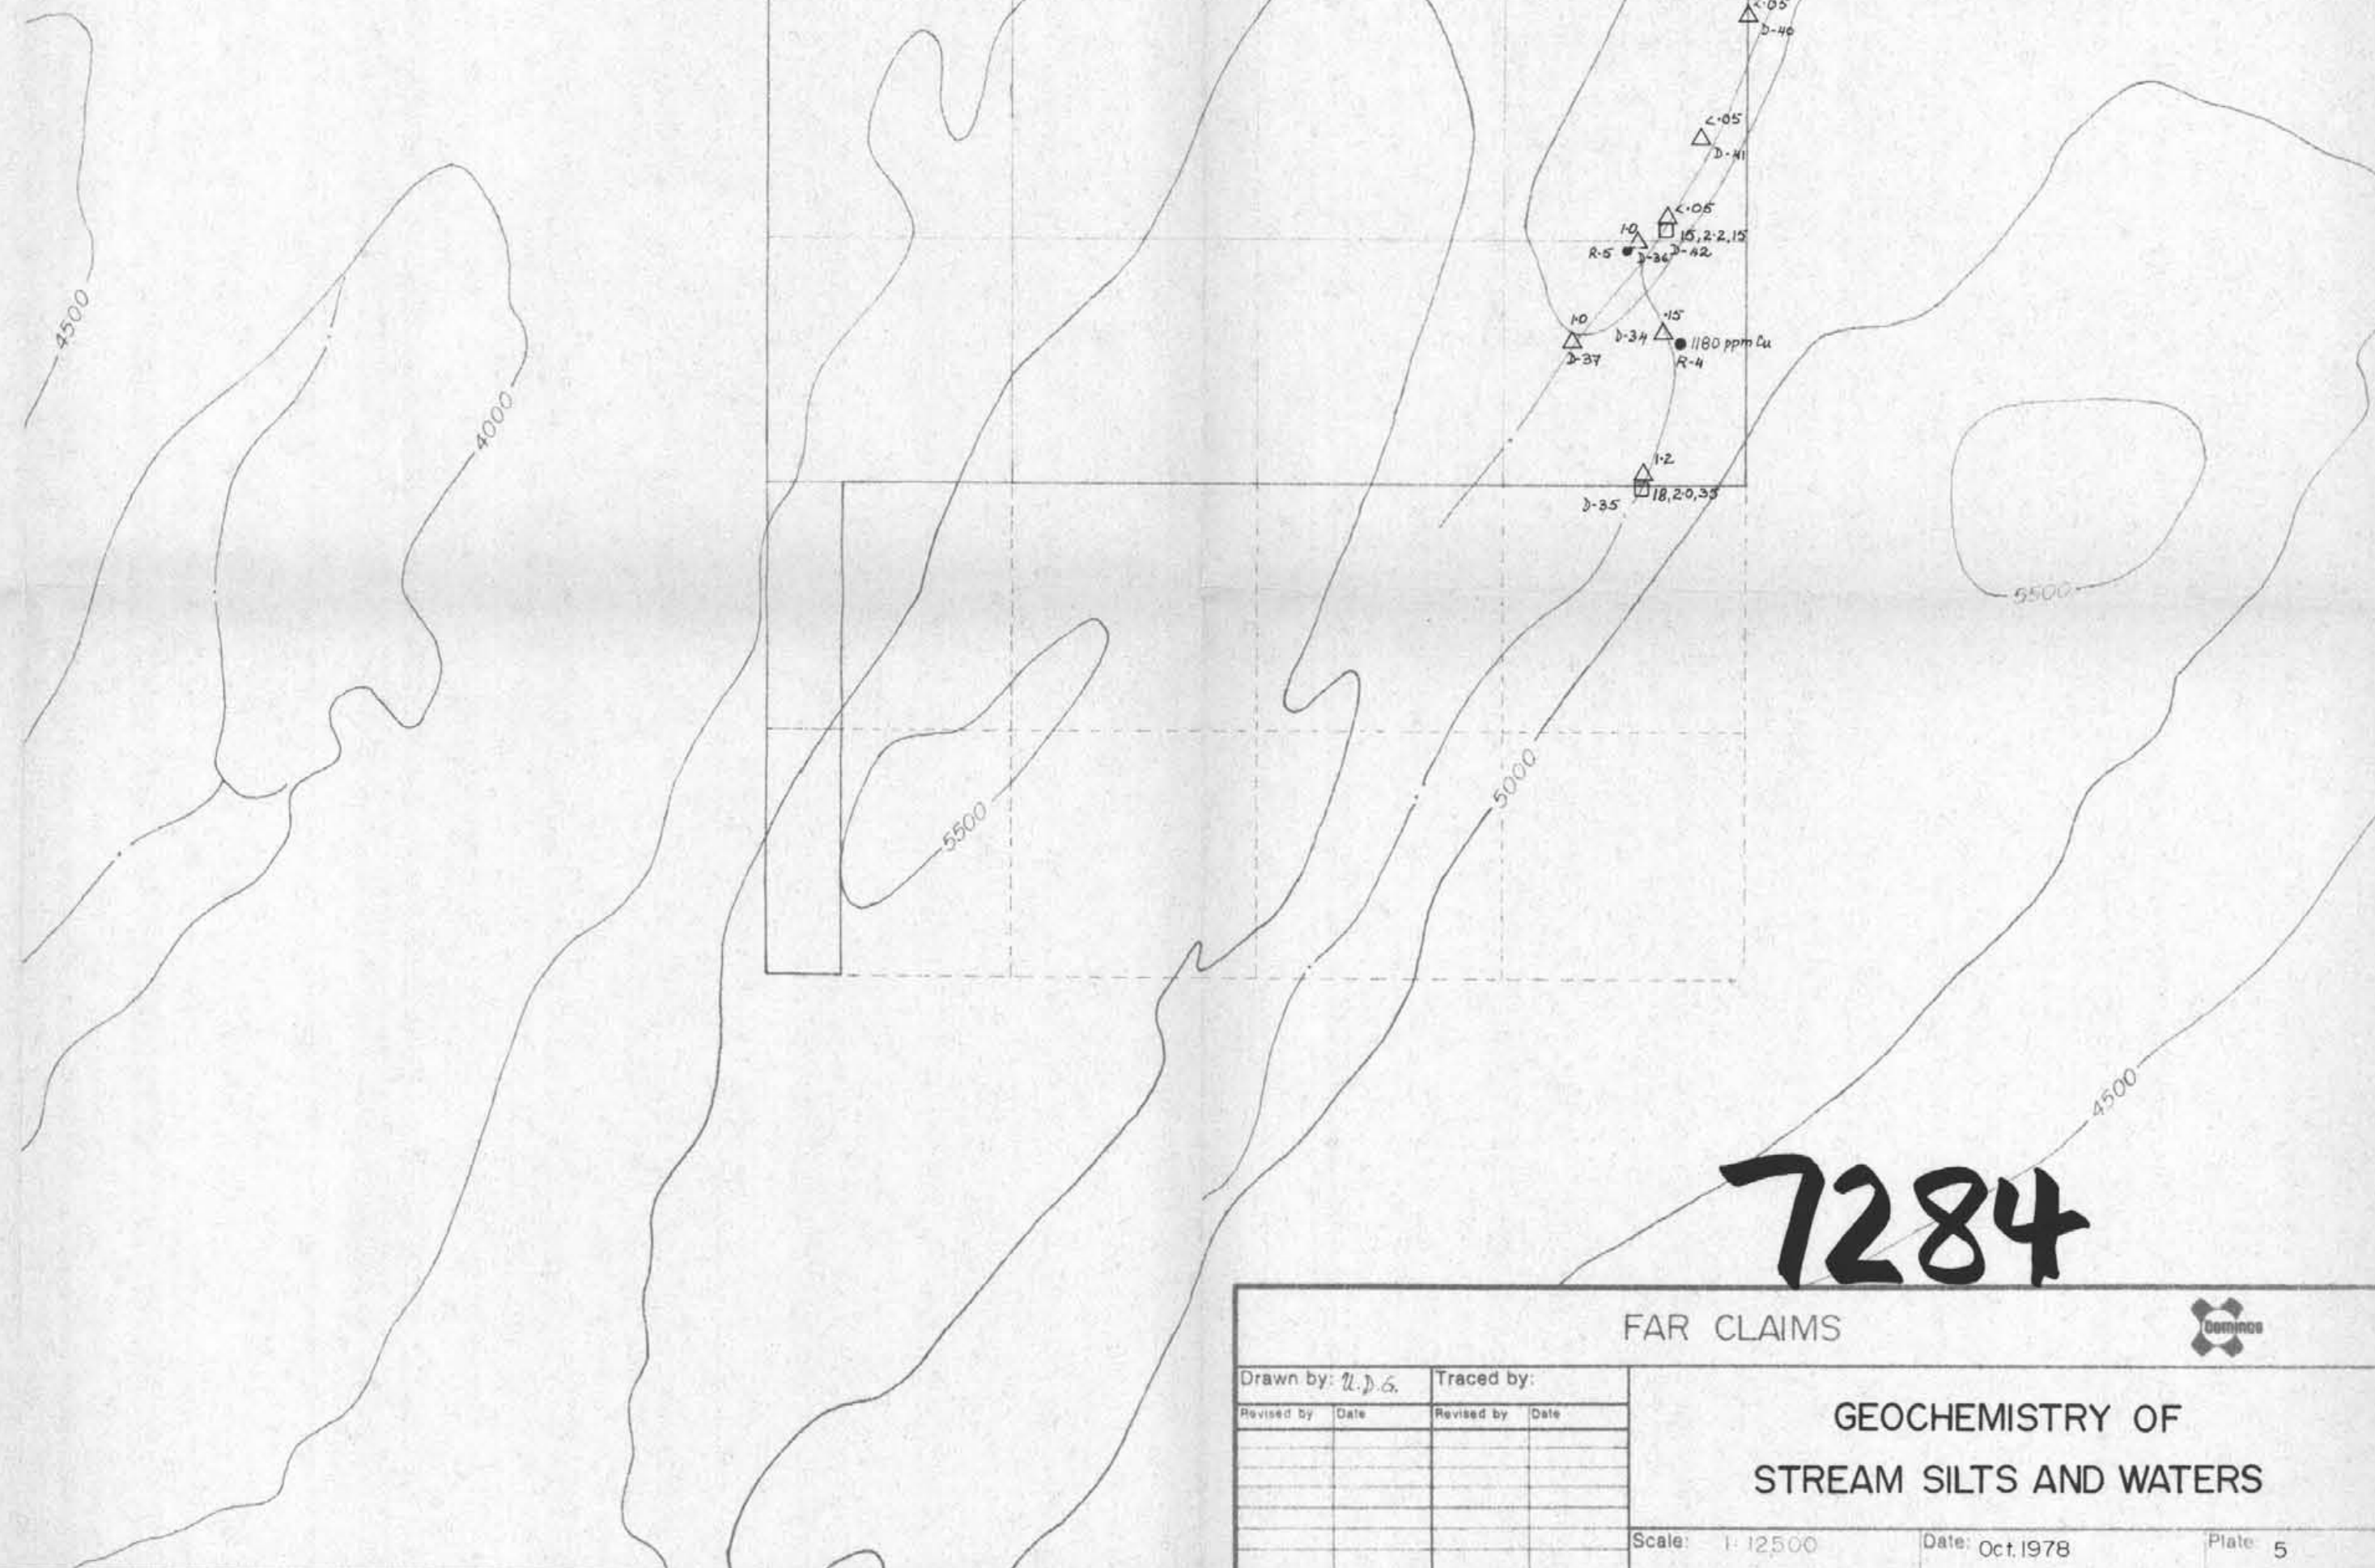 <.05
D-40
<.05
D-41
<.05
15, 2.2, 15
D-42
1.0
R-5
D-36
1.0
D-37
.15
D-34
1180 ppm Cu
R-4
1.2
18, 2.0, 35
D-35
4500
4000
5500
5500
5000
4500
7284
FAR CLAIMS
Cominco
Drawn by: U.D.G. Traced by:
Revised by Date Revised by Date
GEOCHEMISTRY OF
STREAM SILTS AND WATERS
Scale: 1:12500 Date: Oct. 1978 Plate 5